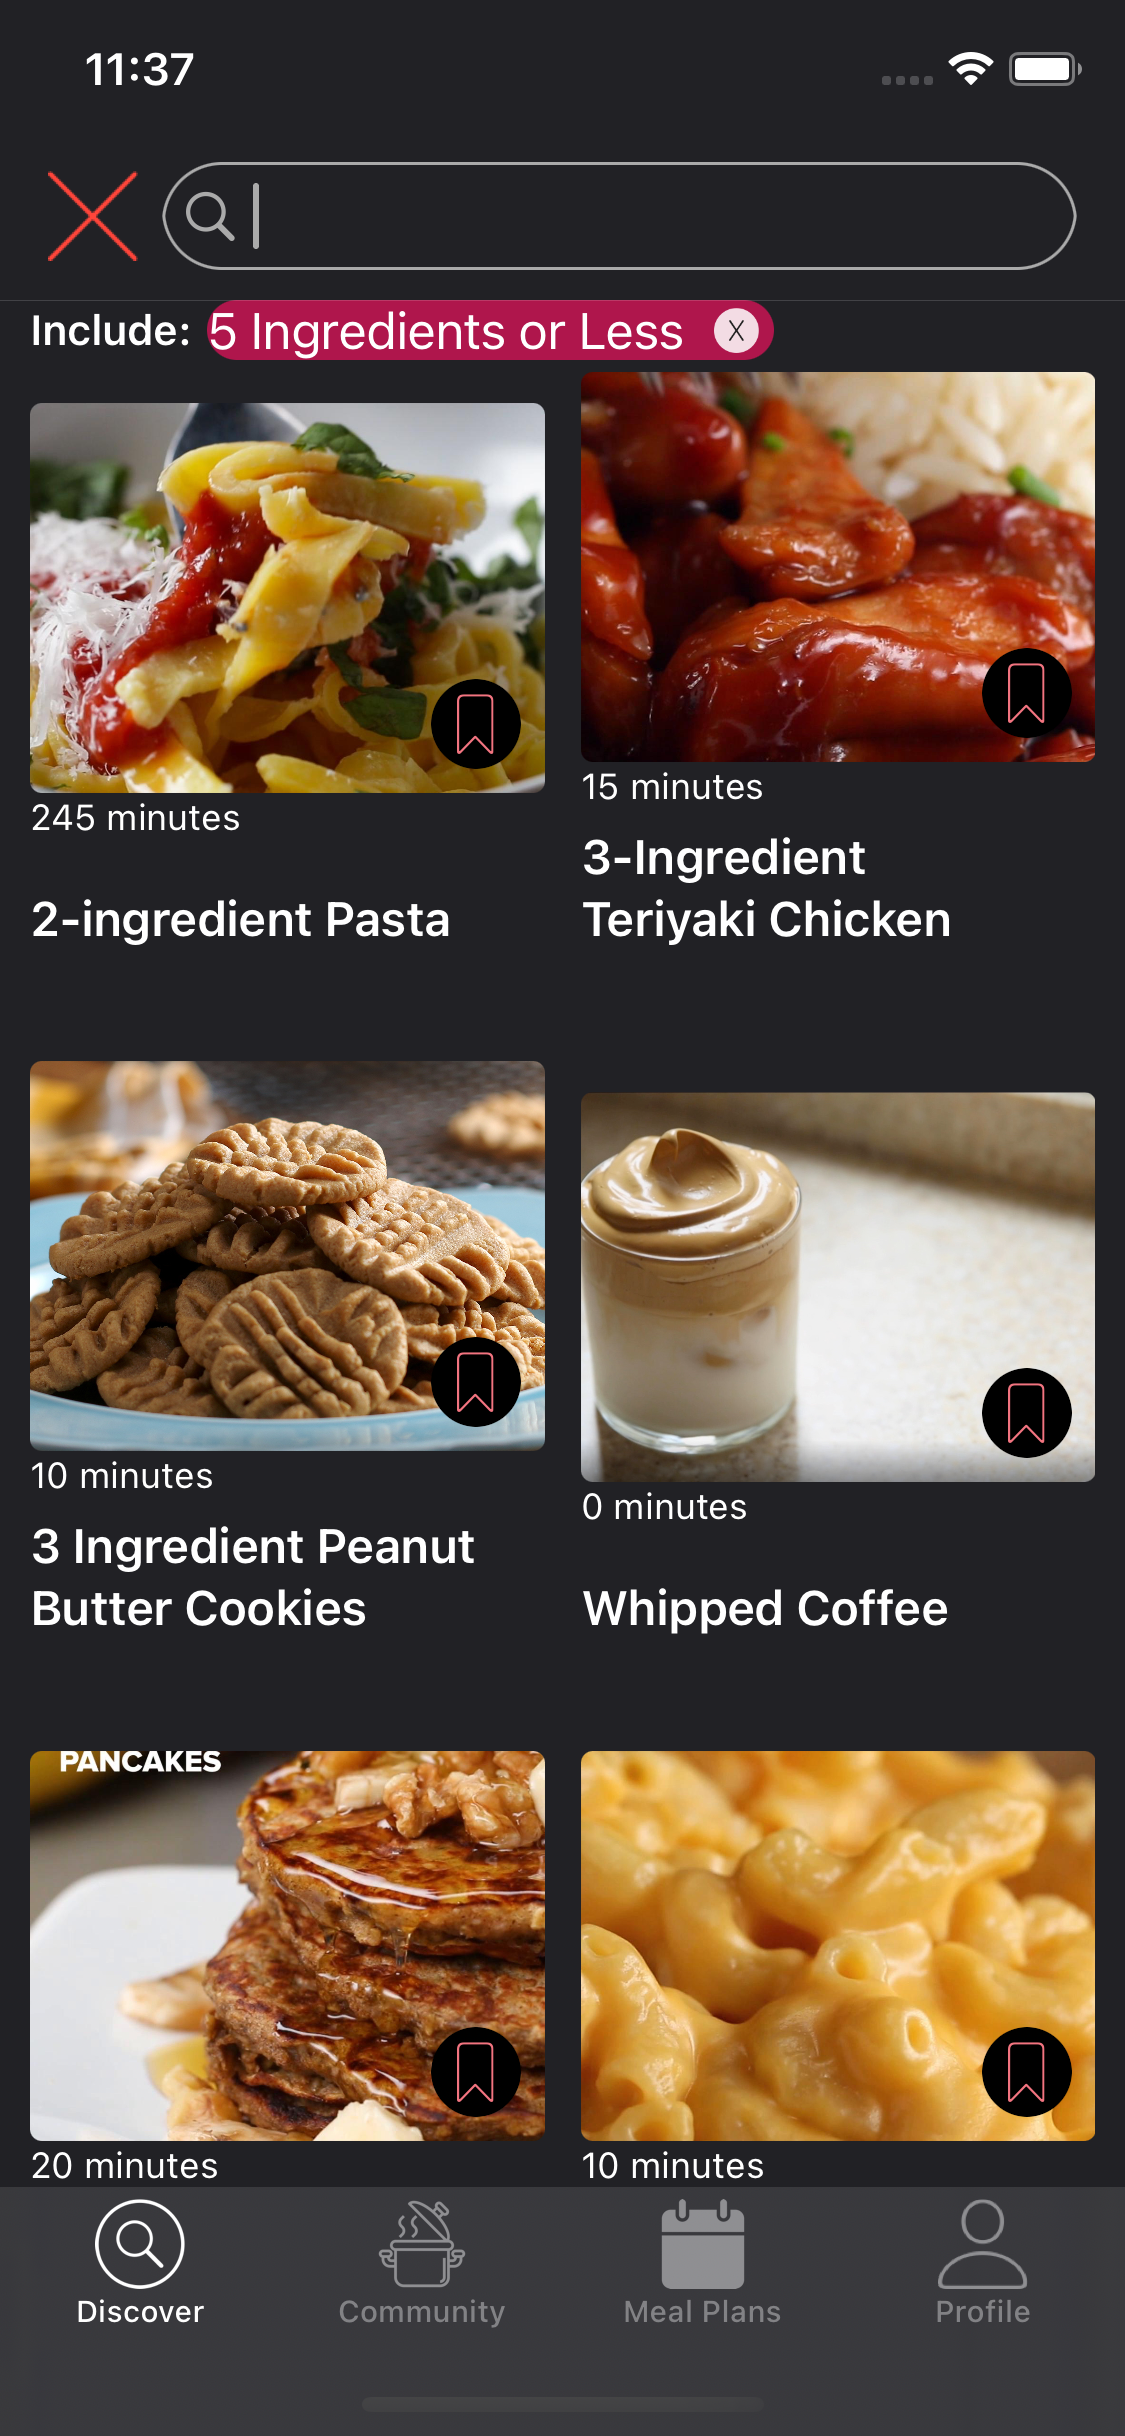 11:37
Include: 5 Ingredients or Less X
245 minutes
2-ingredient Pasta
15 minutes
3-Ingredient
Teriyaki Chicken
10 minutes
3 Ingredient Peanut
Butter Cookies
0 minutes
Whipped Coffee
PANCAKES
20 minutes
10 minutes
Discover
Community
Meal Plans
Profile